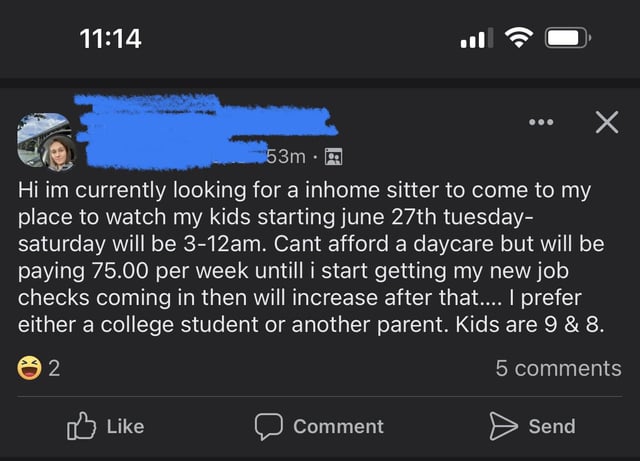 11:14
53m ·
Hi im currently looking for a inhome sitter to come to my
place to watch my kids starting june 27th tuesday-
saturday will be 3-12am. Cant afford a daycare but will be
paying 75.00 per week untill i start getting my new job
checks coming in then will increase after that.... I prefer
either a college student or another parent. Kids are 9 & 8.
2 5 comments
Like Comment Send